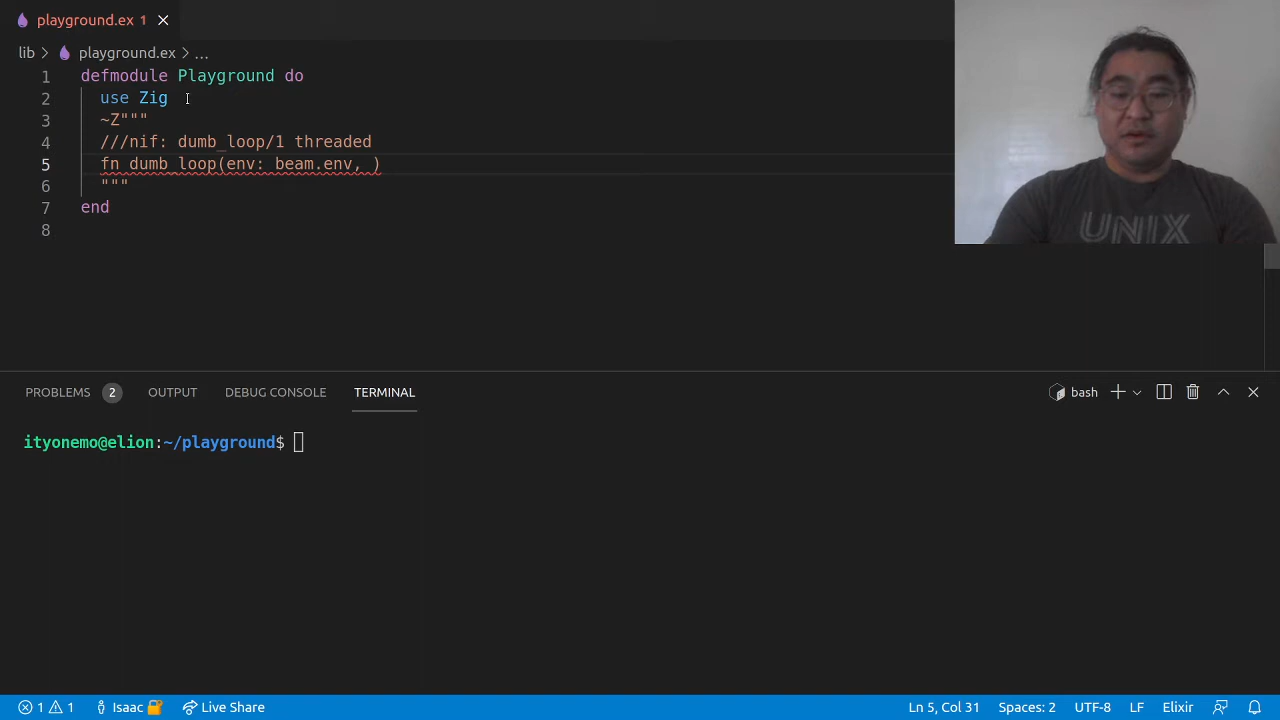 playground.ex 1
lib > playground.ex > ...
1 defmodule Playground do
2 use Zig
3 ~Z"""
4 ///nif: dumb_loop/1 threaded
5 fn dumb_loop(env: beam.env, )
6 """
7 end
8
UNIX
PROBLEMS 2 OUTPUT DEBUG CONSOLE TERMINAL bash
ityonemo@elion:~/playground$
1 1 Isaac Live Share Ln 5, Col 31 Spaces: 2 UTF-8 LF Elixir